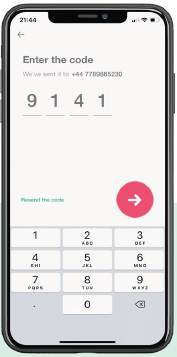 21:44
Enter the code
We've sent it to +44 7789885230
9 1 4 1
Resend the code
1 2 3
ABC DEF
4 5 6
GHI JKL MNO
7 8 9
PQRS TUV WXYZ
. 0